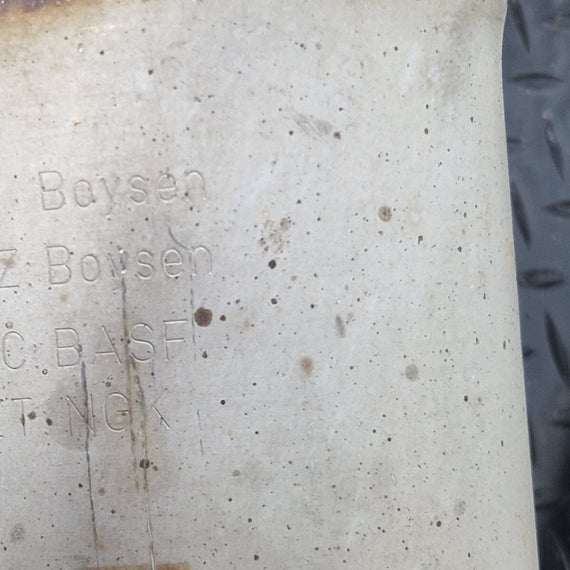 Boysen
Z Boysen
C BASF
T NGK